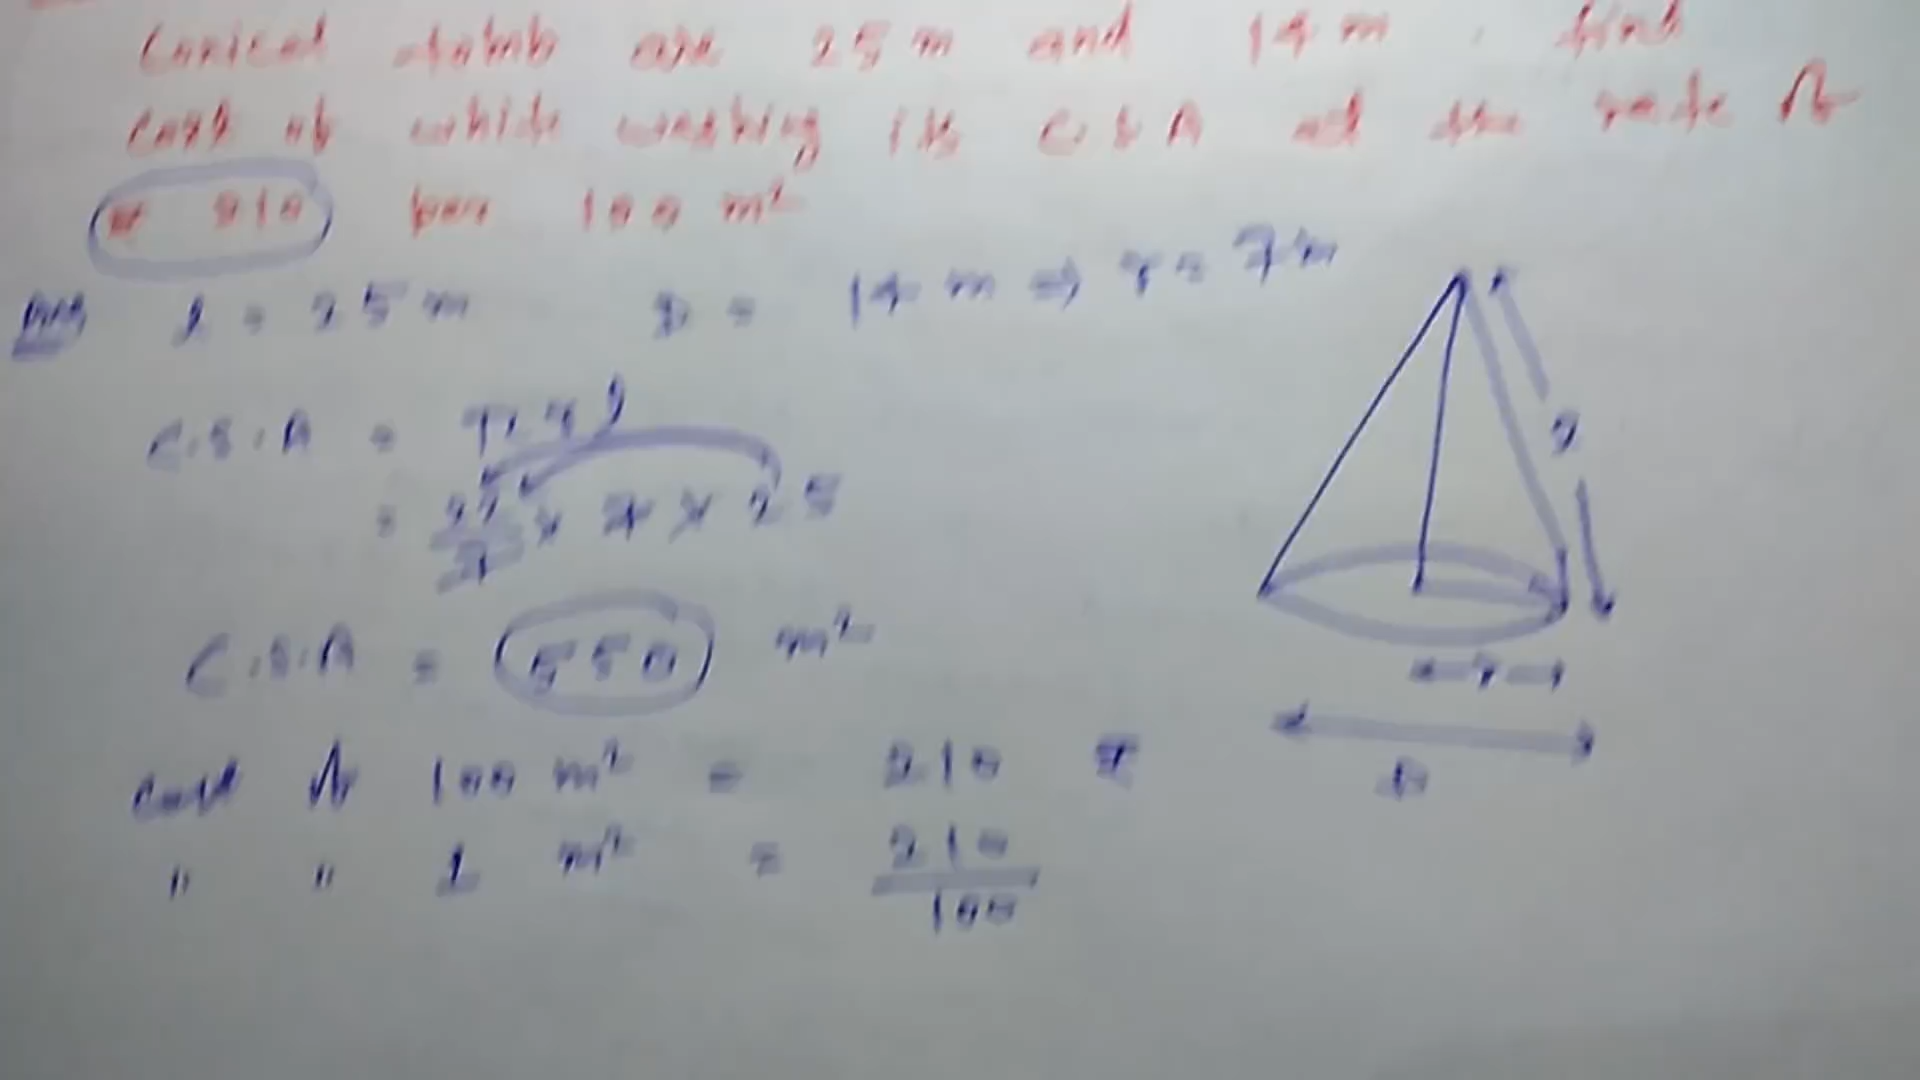 Conical tomb are 25 m and 14 m . find
cost of white washing its C.S.A at the rate of
₹ 210 per 100 m²
Ans l = 25 m D = 14 m ⇒ r = 7 m
C.S.A = πrl
= 22/7 × 7 × 25
l
C.S.A = 550 m²
r
D
cost of 100 m² = 210 ₹
" " 1 m² = 210/100